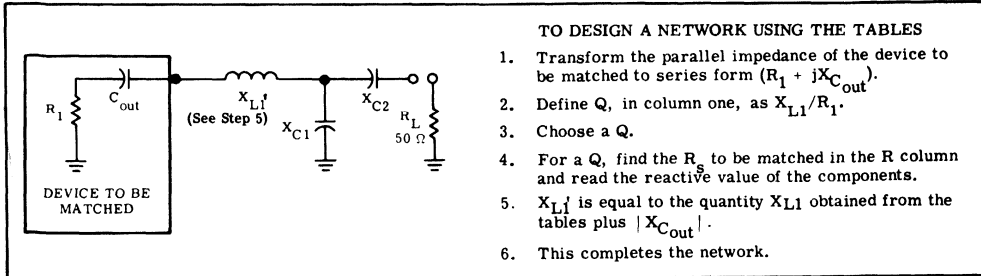 R1
Cout
XL1'
(See Step 5)
XC1
XC2
RL
50 Ω
DEVICE TO BE
MATCHED
TO DESIGN A NETWORK USING THE TABLES
1. Transform the parallel impedance of the device to
be matched to series form (R1 + jXCout).
2. Define Q, in column one, as XL1/R1.
3. Choose a Q.
4. For a Q, find the Rs to be matched in the R column
and read the reactive value of the components.
5. XL1' is equal to the quantity XL1 obtained from the
tables plus |XCout|.
6. This completes the network.